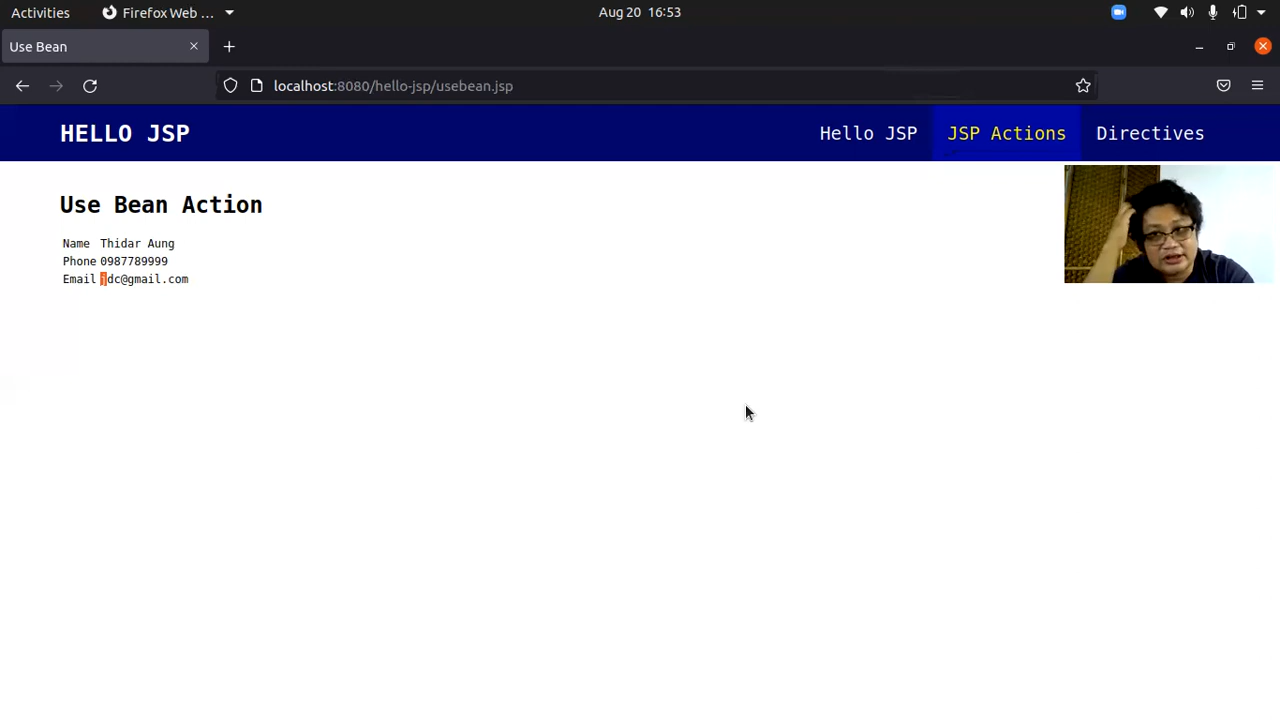 Activities Firefox Web ... Aug 20 16:53
Use Bean
localhost:8080/hello-jsp/usebean.jsp
HELLO JSP Hello JSP JSP Actions Directives
Use Bean Action
Name Thidar Aung
Phone 0987789999
Email jdc@gmail.com